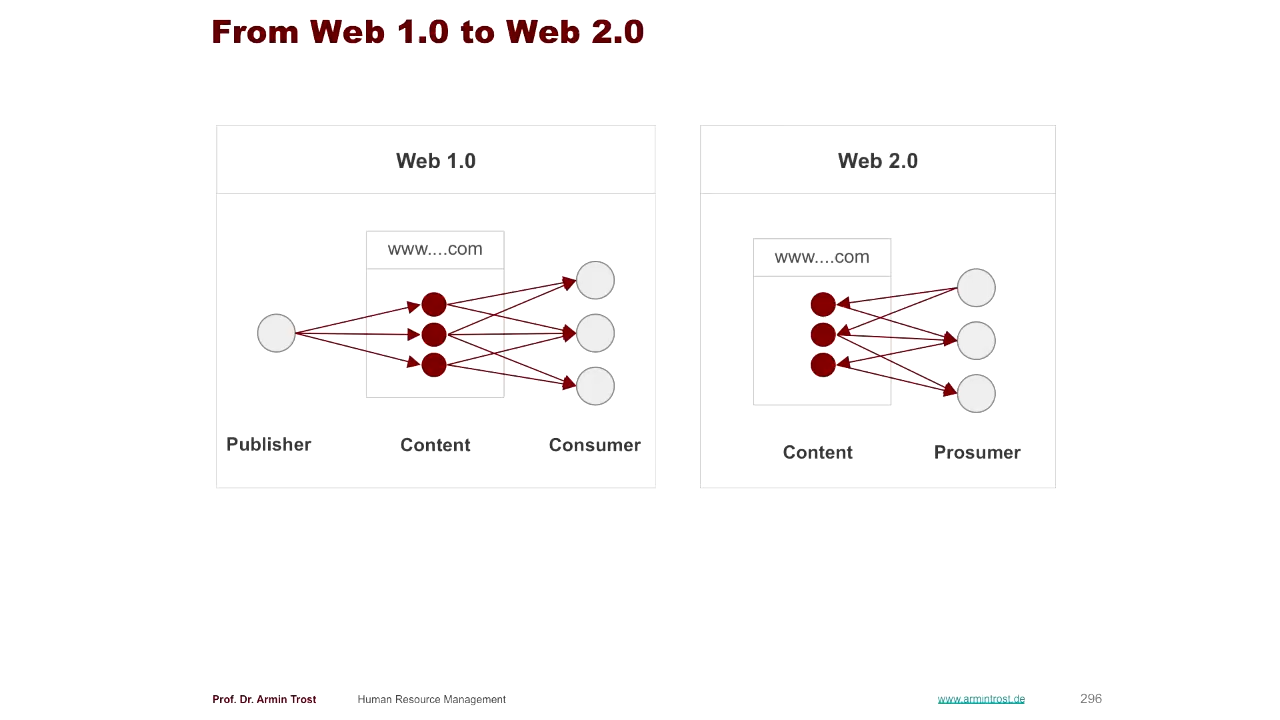 From Web 1.0 to Web 2.0
Web 1.0
www....com
Publisher
Content
Consumer
Web 2.0
www....com
Content
Prosumer
Prof. Dr. Armin Trost
Human Resource Management
www.armintrost.de
296